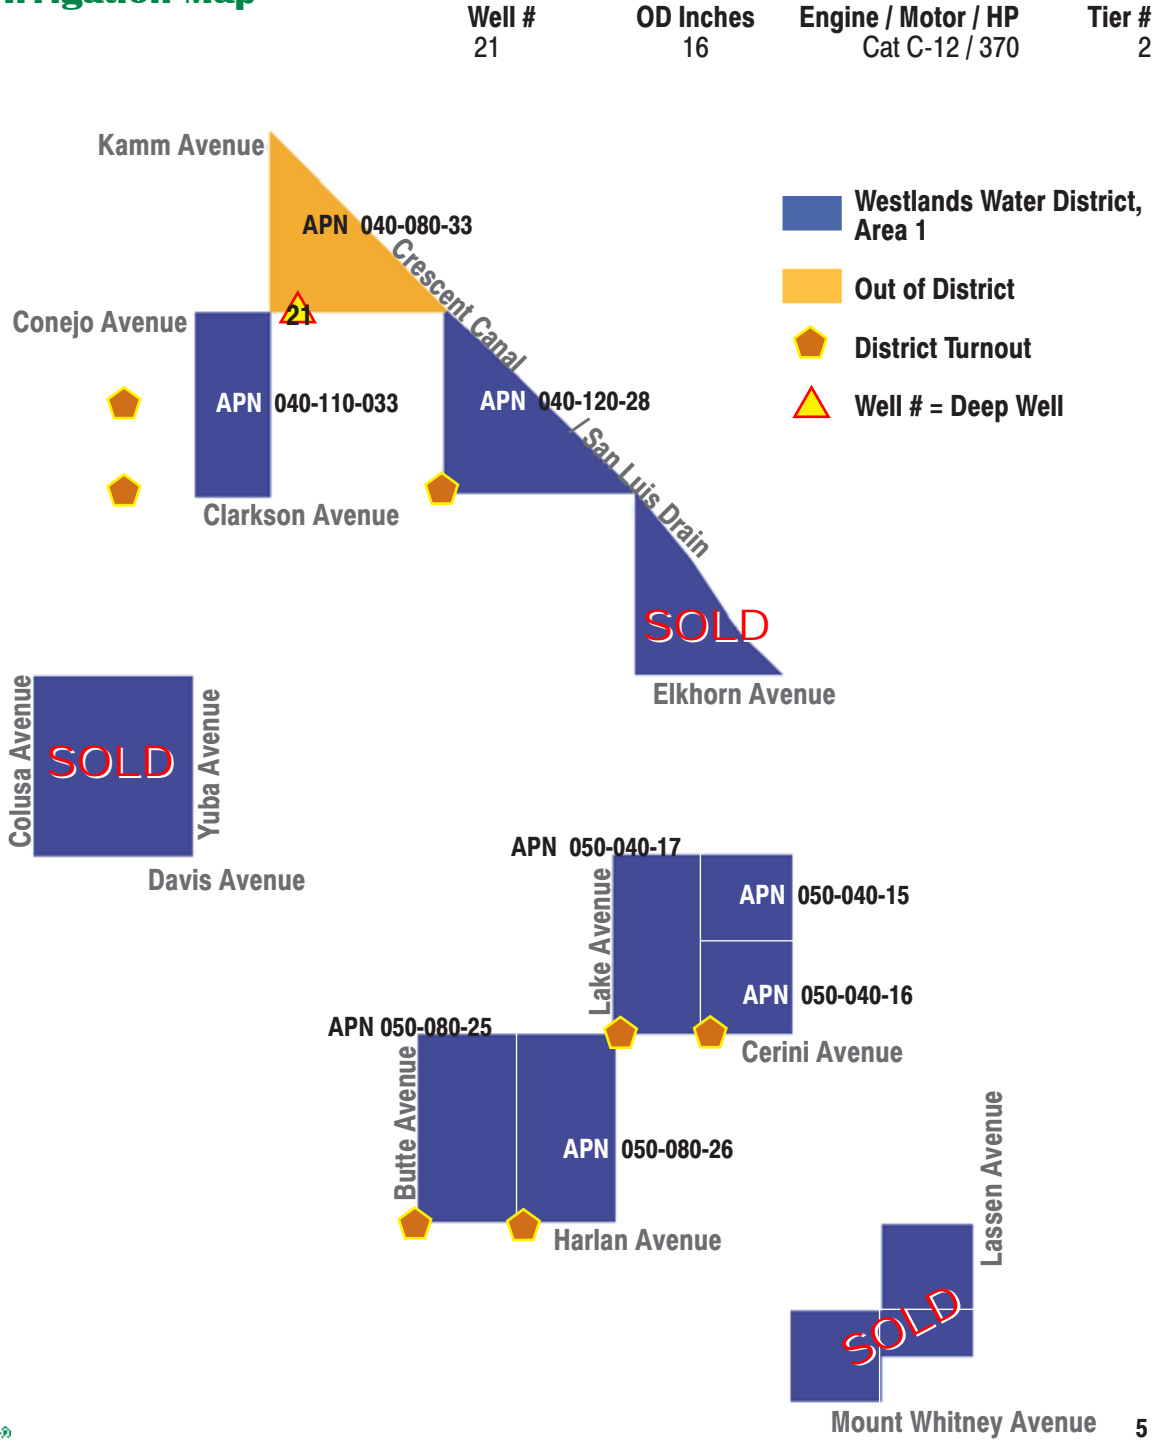 Irrigation Map
Well # OD Inches Engine / Motor / HP Tier #
21 16 Cat C-12 / 370 2
Kamm Avenue
Westlands Water District,
Area 1
APN 040-080-33
Crescent Canal / San Luis Drain
Out of District
21
Conejo Avenue
District Turnout
APN 040-110-033
APN 040-120-28
Well # = Deep Well
Clarkson Avenue
SOLD
Elkhorn Avenue
Colusa Avenue
SOLD
Yuba Avenue
Davis Avenue
APN 050-040-17
Lake Avenue
APN 050-040-15
APN 050-040-16
APN 050-080-25
Cerini Avenue
Butte Avenue
APN 050-080-26
Lassen Avenue
Harlan Avenue
SOLD
Mount Whitney Avenue
5
®